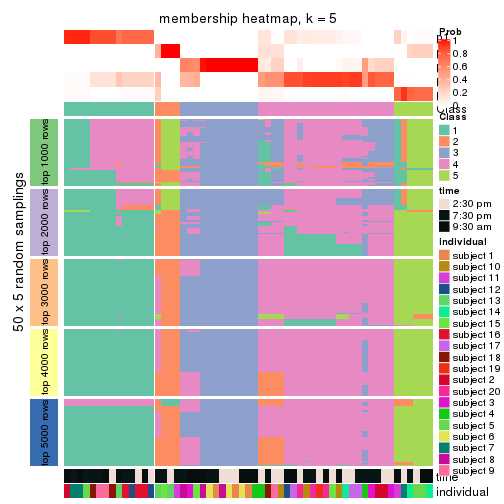 membership heatmap, k = 5
50 x 5 random samplings
top 1000 rows
top 2000 rows
top 3000 rows
top 4000 rows
top 5000 rows
Prob
1
0.8
0.6
0.4
0.2
0
Class
Class
1
2
3
4
5
time
2:30 pm
7:30 pm
9:30 am
individual
subject 1
subject 10
subject 11
subject 12
subject 13
subject 14
subject 15
subject 16
subject 17
subject 18
subject 19
subject 2
subject 20
subject 3
subject 4
subject 5
subject 6
subject 7
subject 8
subject 9
time
individual